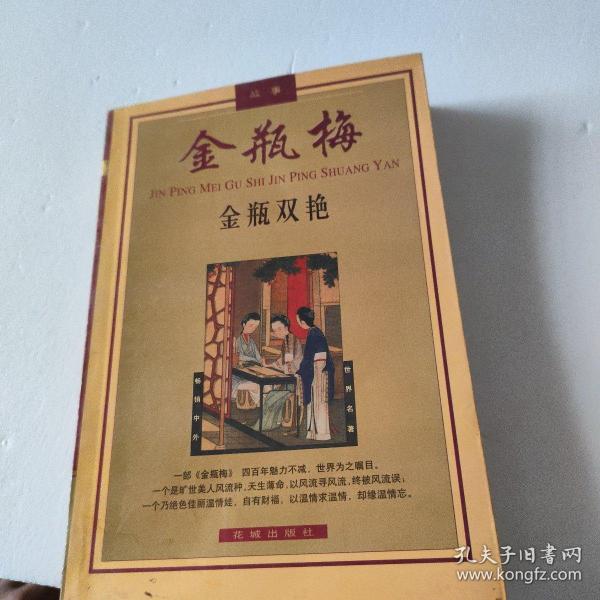 故事
金瓶梅
JIN PING MEI GU SHI JIN PING SHUANG YAN
金瓶双艳
畅销中外
世界名著
一部《金瓶梅》 四百年魅力不减，世界为之瞩目。
一个是旷世美人风流种，天生薄命，以风流寻风流，终被风流误；
一个乃绝色佳丽温情娃，自有财福，以温情求温情，却缘温情忘。
花城出版社
孔夫子旧书网
www.kongfz.com